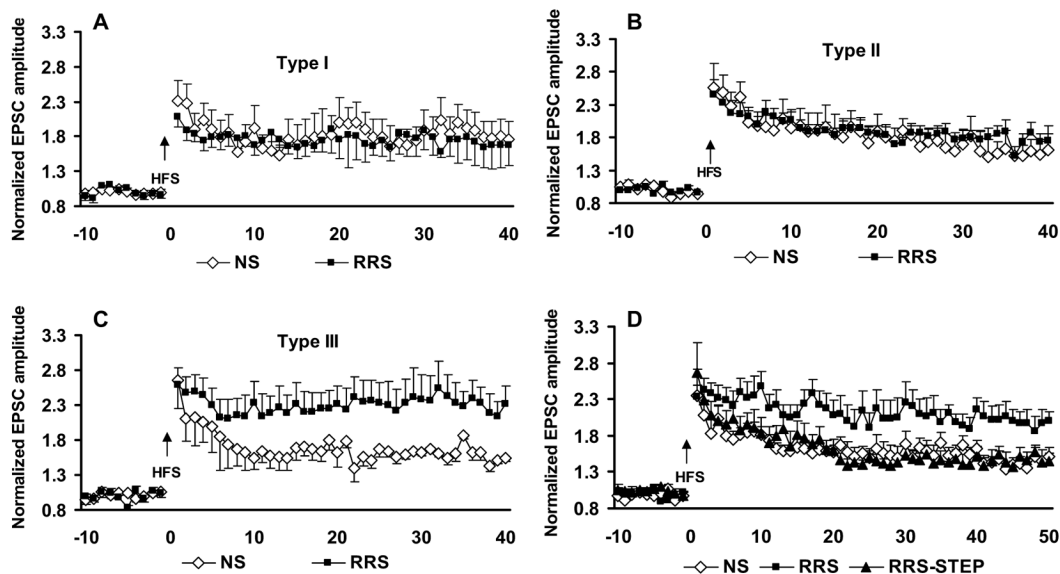 A
Type I
Normalized EPSC amplitude
3.3
2.8
2.3
1.8
1.3
0.8
HFS
-10 0 10 20 30 40
NS RRS
B
Type II
Normalized EPSC amplitude
3.3
2.8
2.3
1.8
1.3
0.8
HFS
-10 0 10 20 30 40
NS RRS
C
Type III
Normalized EPSC amplitude
3.3
2.8
2.3
1.8
1.3
0.8
HFS
-10 0 10 20 30 40
NS RRS
D
Normalized EPSC amplitude
3.3
2.8
2.3
1.8
1.3
0.8
HFS
-10 0 10 20 30 40 50
NS RRS RRS-STEP